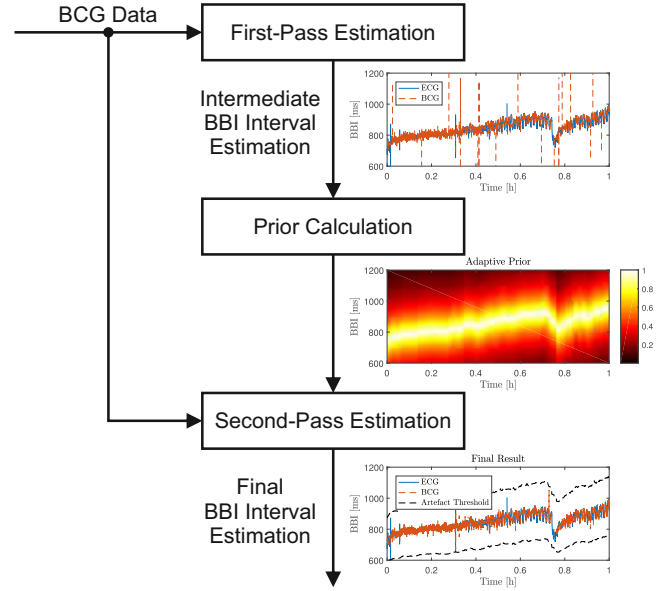 BCG Data
First-Pass Estimation
Intermediate
BBI Interval
Estimation
1200
1000
800
600
BBI [ms]
ECG
BCG
0 0.2 0.4 0.6 0.8 1
Time [h]
Prior Calculation
Adaptive Prior
1200
1000
800
600
BBI [ms]
0 0.2 0.4 0.6 0.8 1
Time [h]
1
0.8
0.6
0.4
0.2
Second-Pass Estimation
Final
BBI Interval
Estimation
Final Result
1200
1000
800
600
BBI [ms]
ECG
BCG
Artefact Threshold
0 0.2 0.4 0.6 0.8 1
Time [h]